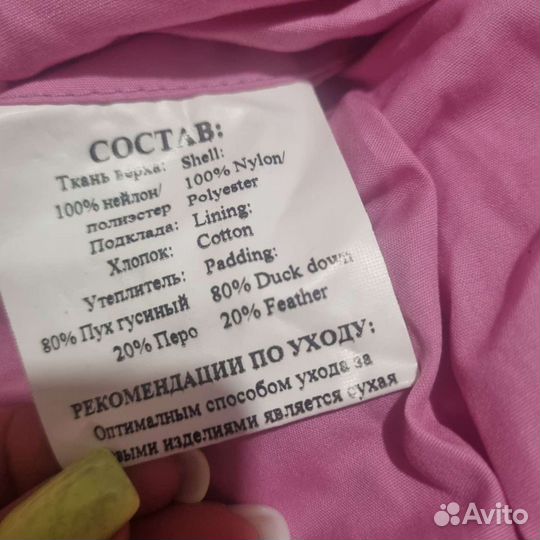 СОСТАВ:
Ткань верха: Shell:
100% нейлон/ 100% Nylon/
полиэстер Polyester
Подклада: Lining:
Хлопок: Cotton
Утеплитель: Padding:
80% Пух гусиный 80% Duck down
20% Перо 20% Feather
РЕКОМЕНДАЦИИ ПО УХОДУ:
Оптимальным способом ухода за
изделиями является сухая
Avito